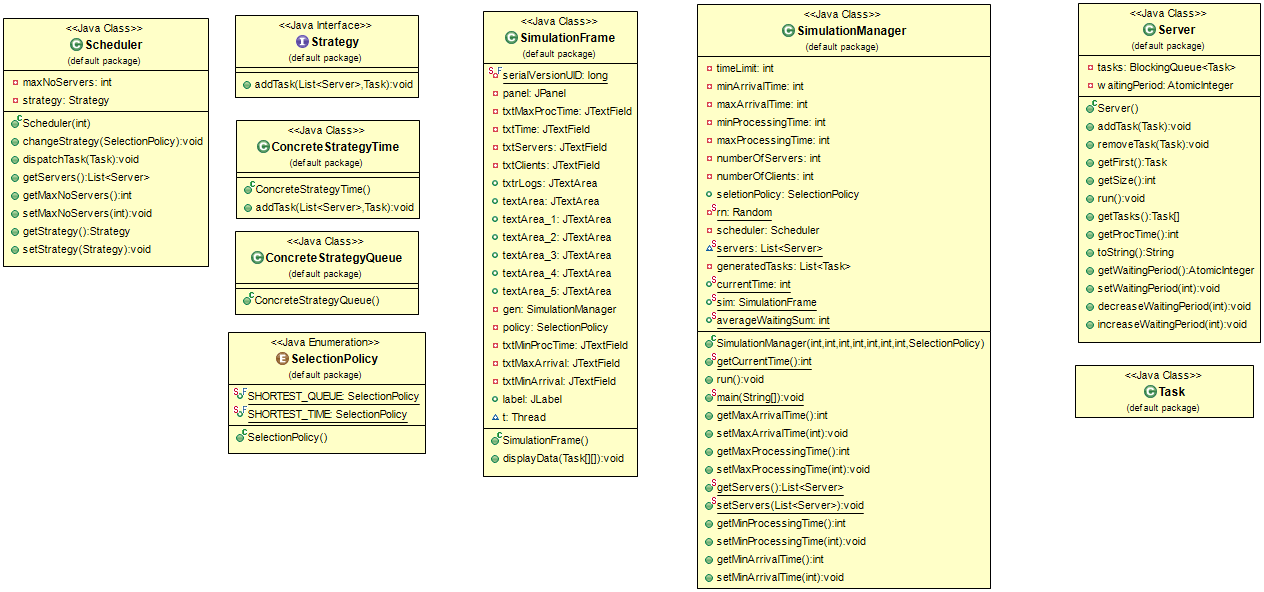 <<Java Class>>
Scheduler
(default package)
maxNoServers: int
strategy: Strategy
Scheduler(int)
changeStrategy(SelectionPolicy):void
dispatchTask(Task):void
getServers():List<Server>
getMaxNoServers():int
setMaxNoServers(int):void
getStrategy():Strategy
setStrategy(Strategy):void
<<Java Interface>>
Strategy
(default package)
addTask(List<Server>,Task):void
<<Java Class>>
ConcreteStrategyTime
(default package)
ConcreteStrategyTime()
addTask(List<Server>,Task):void
<<Java Class>>
ConcreteStrategyQueue
(default package)
ConcreteStrategyQueue()
<<Java Enumeration>>
SelectionPolicy
(default package)
SHORTEST_QUEUE: SelectionPolicy
SHORTEST_TIME: SelectionPolicy
SelectionPolicy()
<<Java Class>>
SimulationFrame
(default package)
serialVersionUID: long
panel: JPanel
txtMaxProcTime: JTextField
txtTime: JTextField
txtServers: JTextField
txtClients: JTextField
txtrLogs: JTextArea
textArea: JTextArea
textArea_1: JTextArea
textArea_2: JTextArea
textArea_3: JTextArea
textArea_4: JTextArea
textArea_5: JTextArea
gen: SimulationManager
policy: SelectionPolicy
txtMinProcTime: JTextField
txtMaxArrival: JTextField
txtMinArrival: JTextField
label: JLabel
t: Thread
SimulationFrame()
displayData(Task[][]):void
<<Java Class>>
SimulationManager
(default package)
timeLimit: int
minArrivalTime: int
maxArrivalTime: int
minProcessingTime: int
maxProcessingTime: int
numberOfServers: int
numberOfClients: int
seletionPolicy: SelectionPolicy
rn: Random
scheduler: Scheduler
servers: List<Server>
generatedTasks: List<Task>
currentTime: int
sim: SimulationFrame
averageWaitingSum: int
SimulationManager(int,int,int,int,int,int,int,SelectionPolicy)
getCurrentTime():int
run():void
main(String[]):void
getMaxArrivalTime():int
setMaxArrivalTime(int):void
getMaxProcessingTime():int
setMaxProcessingTime(int):void
getServers():List<Server>
setServers(List<Server>):void
getMinProcessingTime():int
setMinProcessingTime(int):void
getMinArrivalTime():int
setMinArrivalTime(int):void
<<Java Class>>
Server
(default package)
tasks: BlockingQueue<Task>
waitingPeriod: AtomicInteger
Server()
addTask(Task):void
removeTask(Task):void
getFirst():Task
getSize():int
run():void
getTasks():Task[]
getProcTime():int
toString():String
getWaitingPeriod():AtomicInteger
setWaitingPeriod(int):void
decreaseWaitingPeriod(int):void
increaseWaitingPeriod(int):void
<<Java Class>>
Task
(default package)